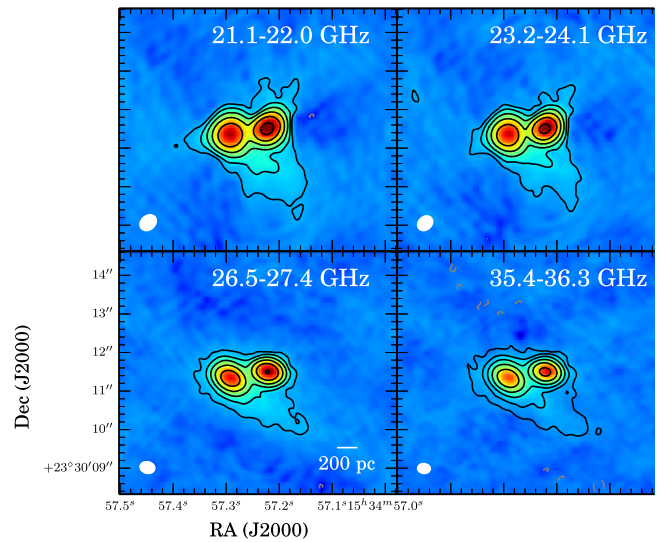 21.1-22.0 GHz
23.2-24.1 GHz
26.5-27.4 GHz
35.4-36.3 GHz
14″
13″
12″
11″
10″
+23°30′09″
200 pc
57.5ˢ 57.4ˢ 57.3ˢ 57.2ˢ 57.1ˢ15ʰ34ᵐ57.0ˢ
Dec (J2000)
RA (J2000)